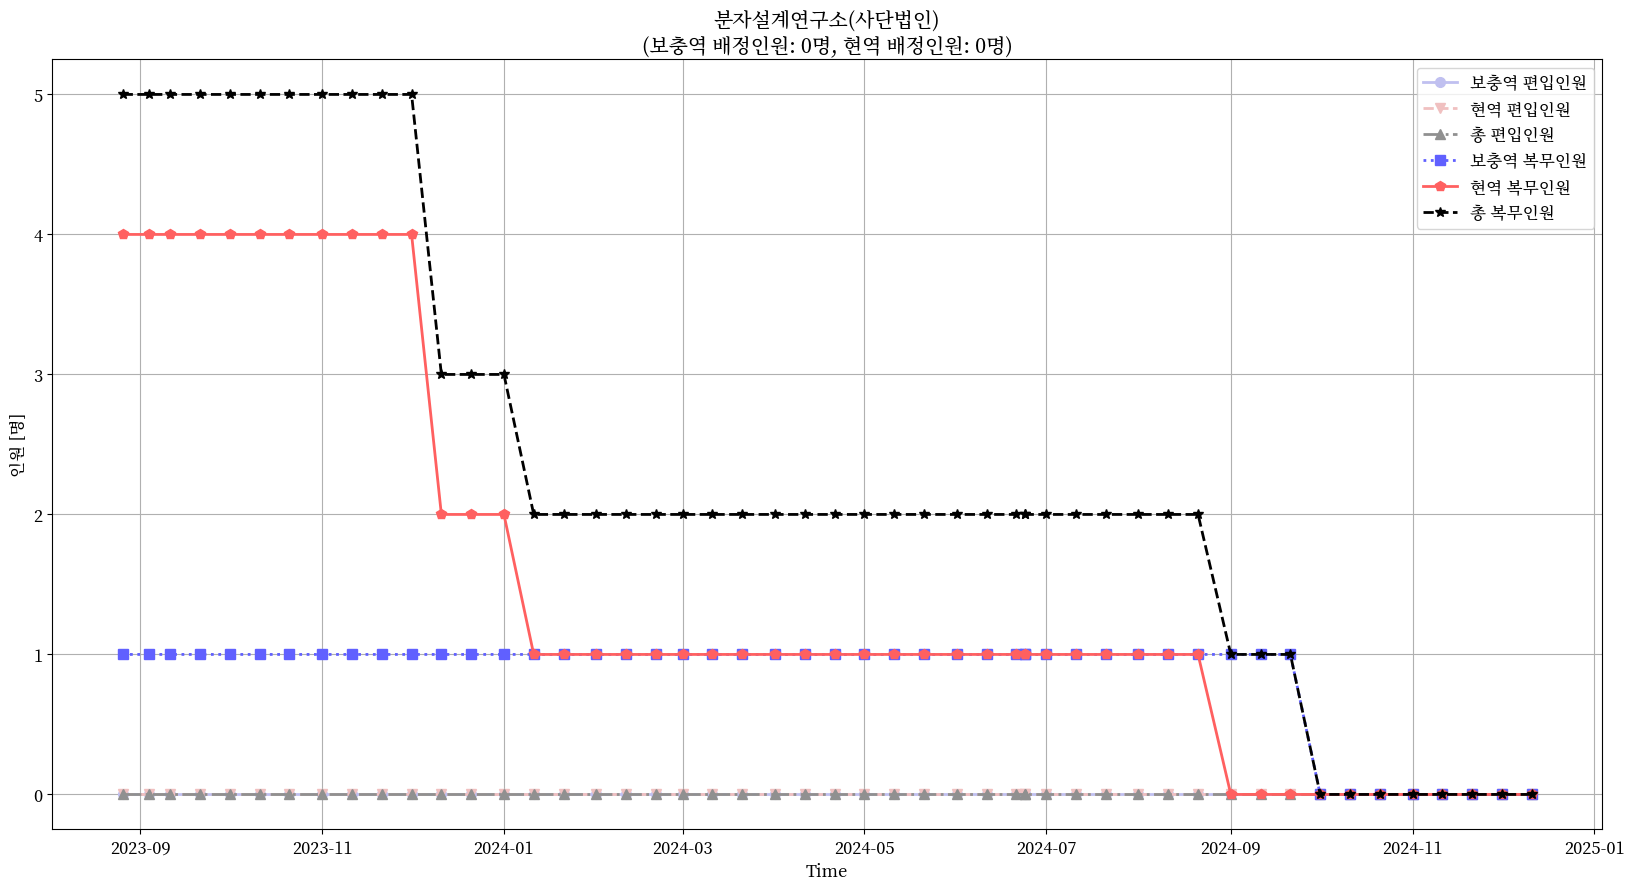 분자설계연구소(사단법인)
(보충역 배정인원: 0명, 현역 배정인원: 0명)
보충역 편입인원
현역 편입인원
총 편입인원
보충역 복무인원
현역 복무인원
총 복무인원
인원 [명]
5
4
3
2
1
0
2023-09
2023-11
2024-01
2024-03
2024-05
2024-07
2024-09
2024-11
2025-01
Time